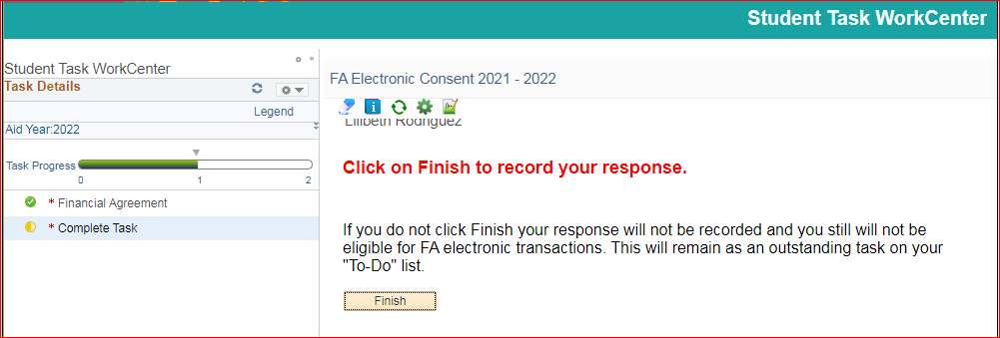 Student Task WorkCenter
Student Task WorkCenter
Task Details
Legend
Aid Year:2022
Task Progress
0 1 2
* Financial Agreement
* Complete Task
FA Electronic Consent 2021 - 2022
Lilibeth Rodriguez
Click on Finish to record your response.
If you do not click Finish your response will not be recorded and you still will not be
eligible for FA electronic transactions. This will remain as an outstanding task on your
"To-Do" list.
Finish